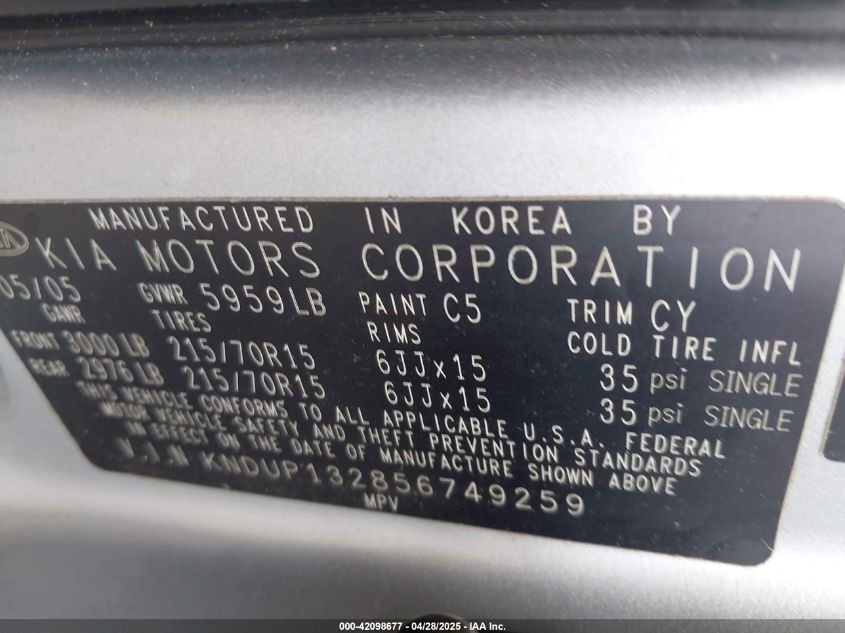 MANUFACTURED IN KOREA BY
KIA KIA MOTORS CORPORATION
05/05 GVWR 5959LB PAINT C5 TRIM CY
GAWR TIRES RIMS COLD TIRE INFL
FRONT 3000LB 215/70R15 6JJx15 35 psi SINGLE
REAR 2976LB 215/70R15 6JJx15 35 psi SINGLE
THIS VEHICLE CONFORMS TO ALL APPLICABLE U.S.A. FEDERAL
MOTOR VEHICLE SAFETY AND THEFT PREVENTION STANDARDS
IN EFFECT ON THE DATE OF MANUFACTURE SHOWN ABOVE
V.I.N KNDUP132856749259
MPV
000-42098677 | 04/28/2025 - IAA Inc.